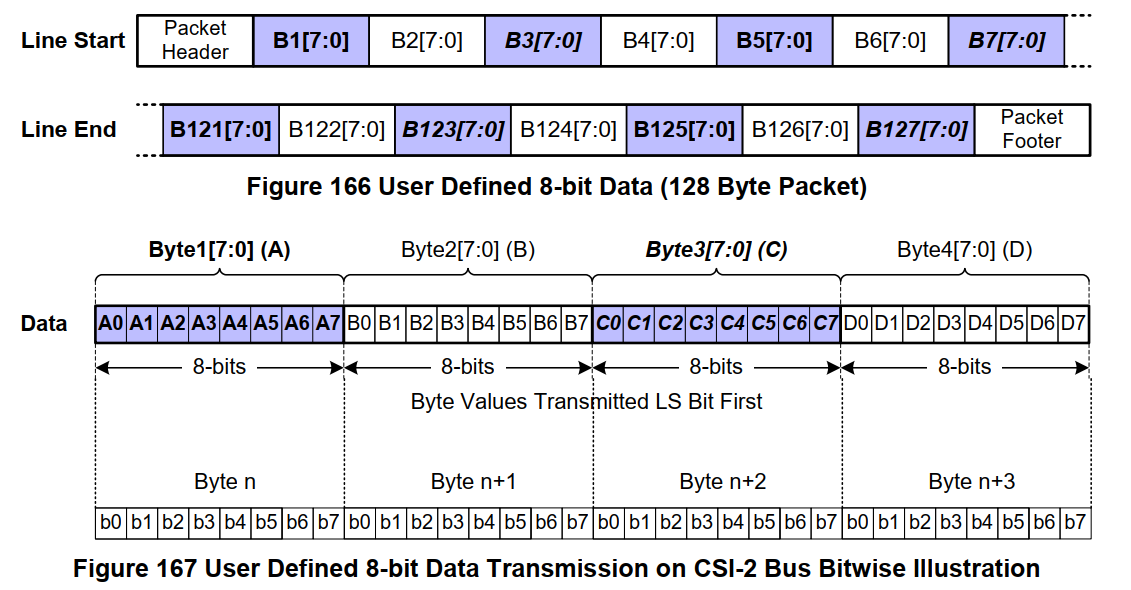 Line Start Packet Header B1[7:0] B2[7:0] B3[7:0] B4[7:0] B5[7:0] B6[7:0] B7[7:0]
Line End B121[7:0] B122[7:0] B123[7:0] B124[7:0] B125[7:0] B126[7:0] B127[7:0] Packet Footer
Figure 166 User Defined 8-bit Data (128 Byte Packet)
Byte1[7:0] (A) Byte2[7:0] (B) Byte3[7:0] (C) Byte4[7:0] (D)
Data A0 A1 A2 A3 A4 A5 A6 A7 B0 B1 B2 B3 B4 B5 B6 B7 C0 C1 C2 C3 C4 C5 C6 C7 D0 D1 D2 D3 D4 D5 D6 D7
8-bits 8-bits 8-bits 8-bits
Byte Values Transmitted LS Bit First
Byte n Byte n+1 Byte n+2 Byte n+3
b0 b1 b2 b3 b4 b5 b6 b7 b0 b1 b2 b3 b4 b5 b6 b7 b0 b1 b2 b3 b4 b5 b6 b7 b0 b1 b2 b3 b4 b5 b6 b7
Figure 167 User Defined 8-bit Data Transmission on CSI-2 Bus Bitwise Illustration